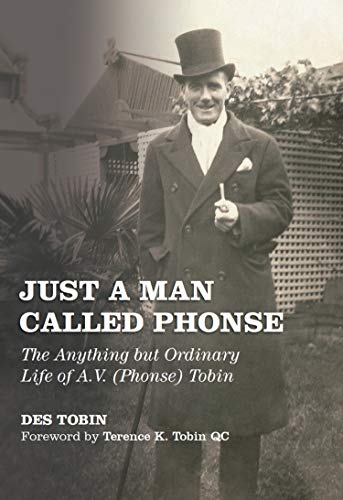 JUST A MAN
CALLED PHONSE
The Anything but Ordinary
Life of A.V. (Phonse) Tobin
DES TOBIN
Foreword by Terence K. Tobin QC